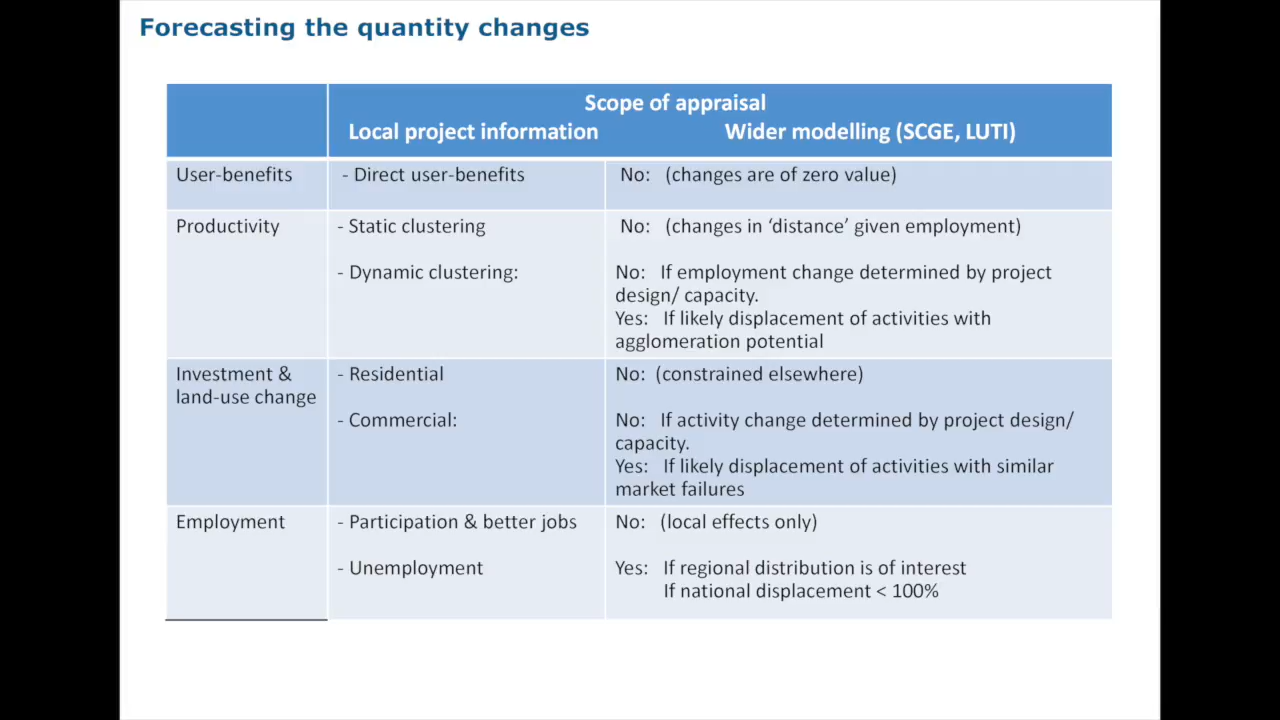 Forecasting the quantity changes
Scope of appraisal
Local project information
Wider modelling (SCGE, LUTI)
User-benefits
- Direct user-benefits
No: (changes are of zero value)
Productivity
- Static clustering
No: (changes in ‘distance’ given employment)
- Dynamic clustering:
No: If employment change determined by project
design/ capacity.
Yes: If likely displacement of activities with
agglomeration potential
Investment &
land-use change
- Residential
No: (constrained elsewhere)
- Commercial:
No: If activity change determined by project design/
capacity.
Yes: If likely displacement of activities with similar
market failures
Employment
- Participation & better jobs
No: (local effects only)
- Unemployment
Yes: If regional distribution is of interest
If national displacement < 100%